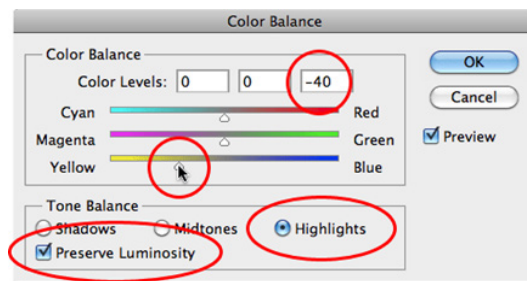 Color Balance
Color Balance
OK
Color Levels: 0 0 -40
Cancel
Cyan Red
Magenta Green
Preview
Yellow Blue
Tone Balance
Shadows Midtones Highlights
Preserve Luminosity